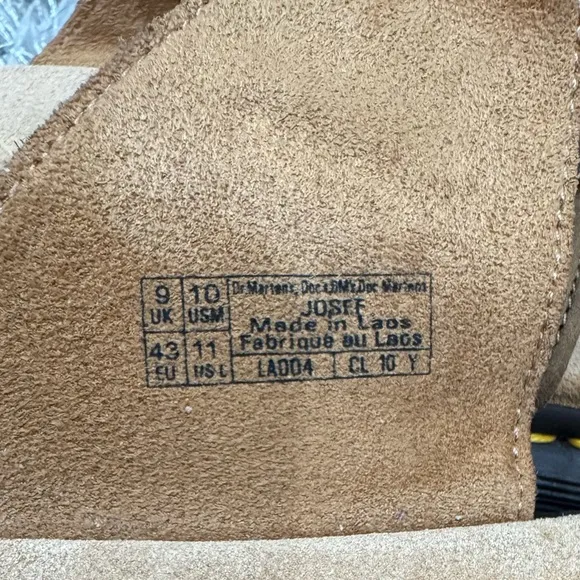 9 UK
10 USM
43 EU
11 US L
Dr.Martens, Doc's, DM's, Doc Martens
JOSEF
Made in Laos
Fabrique au Laos
LA004
CL 10 Y